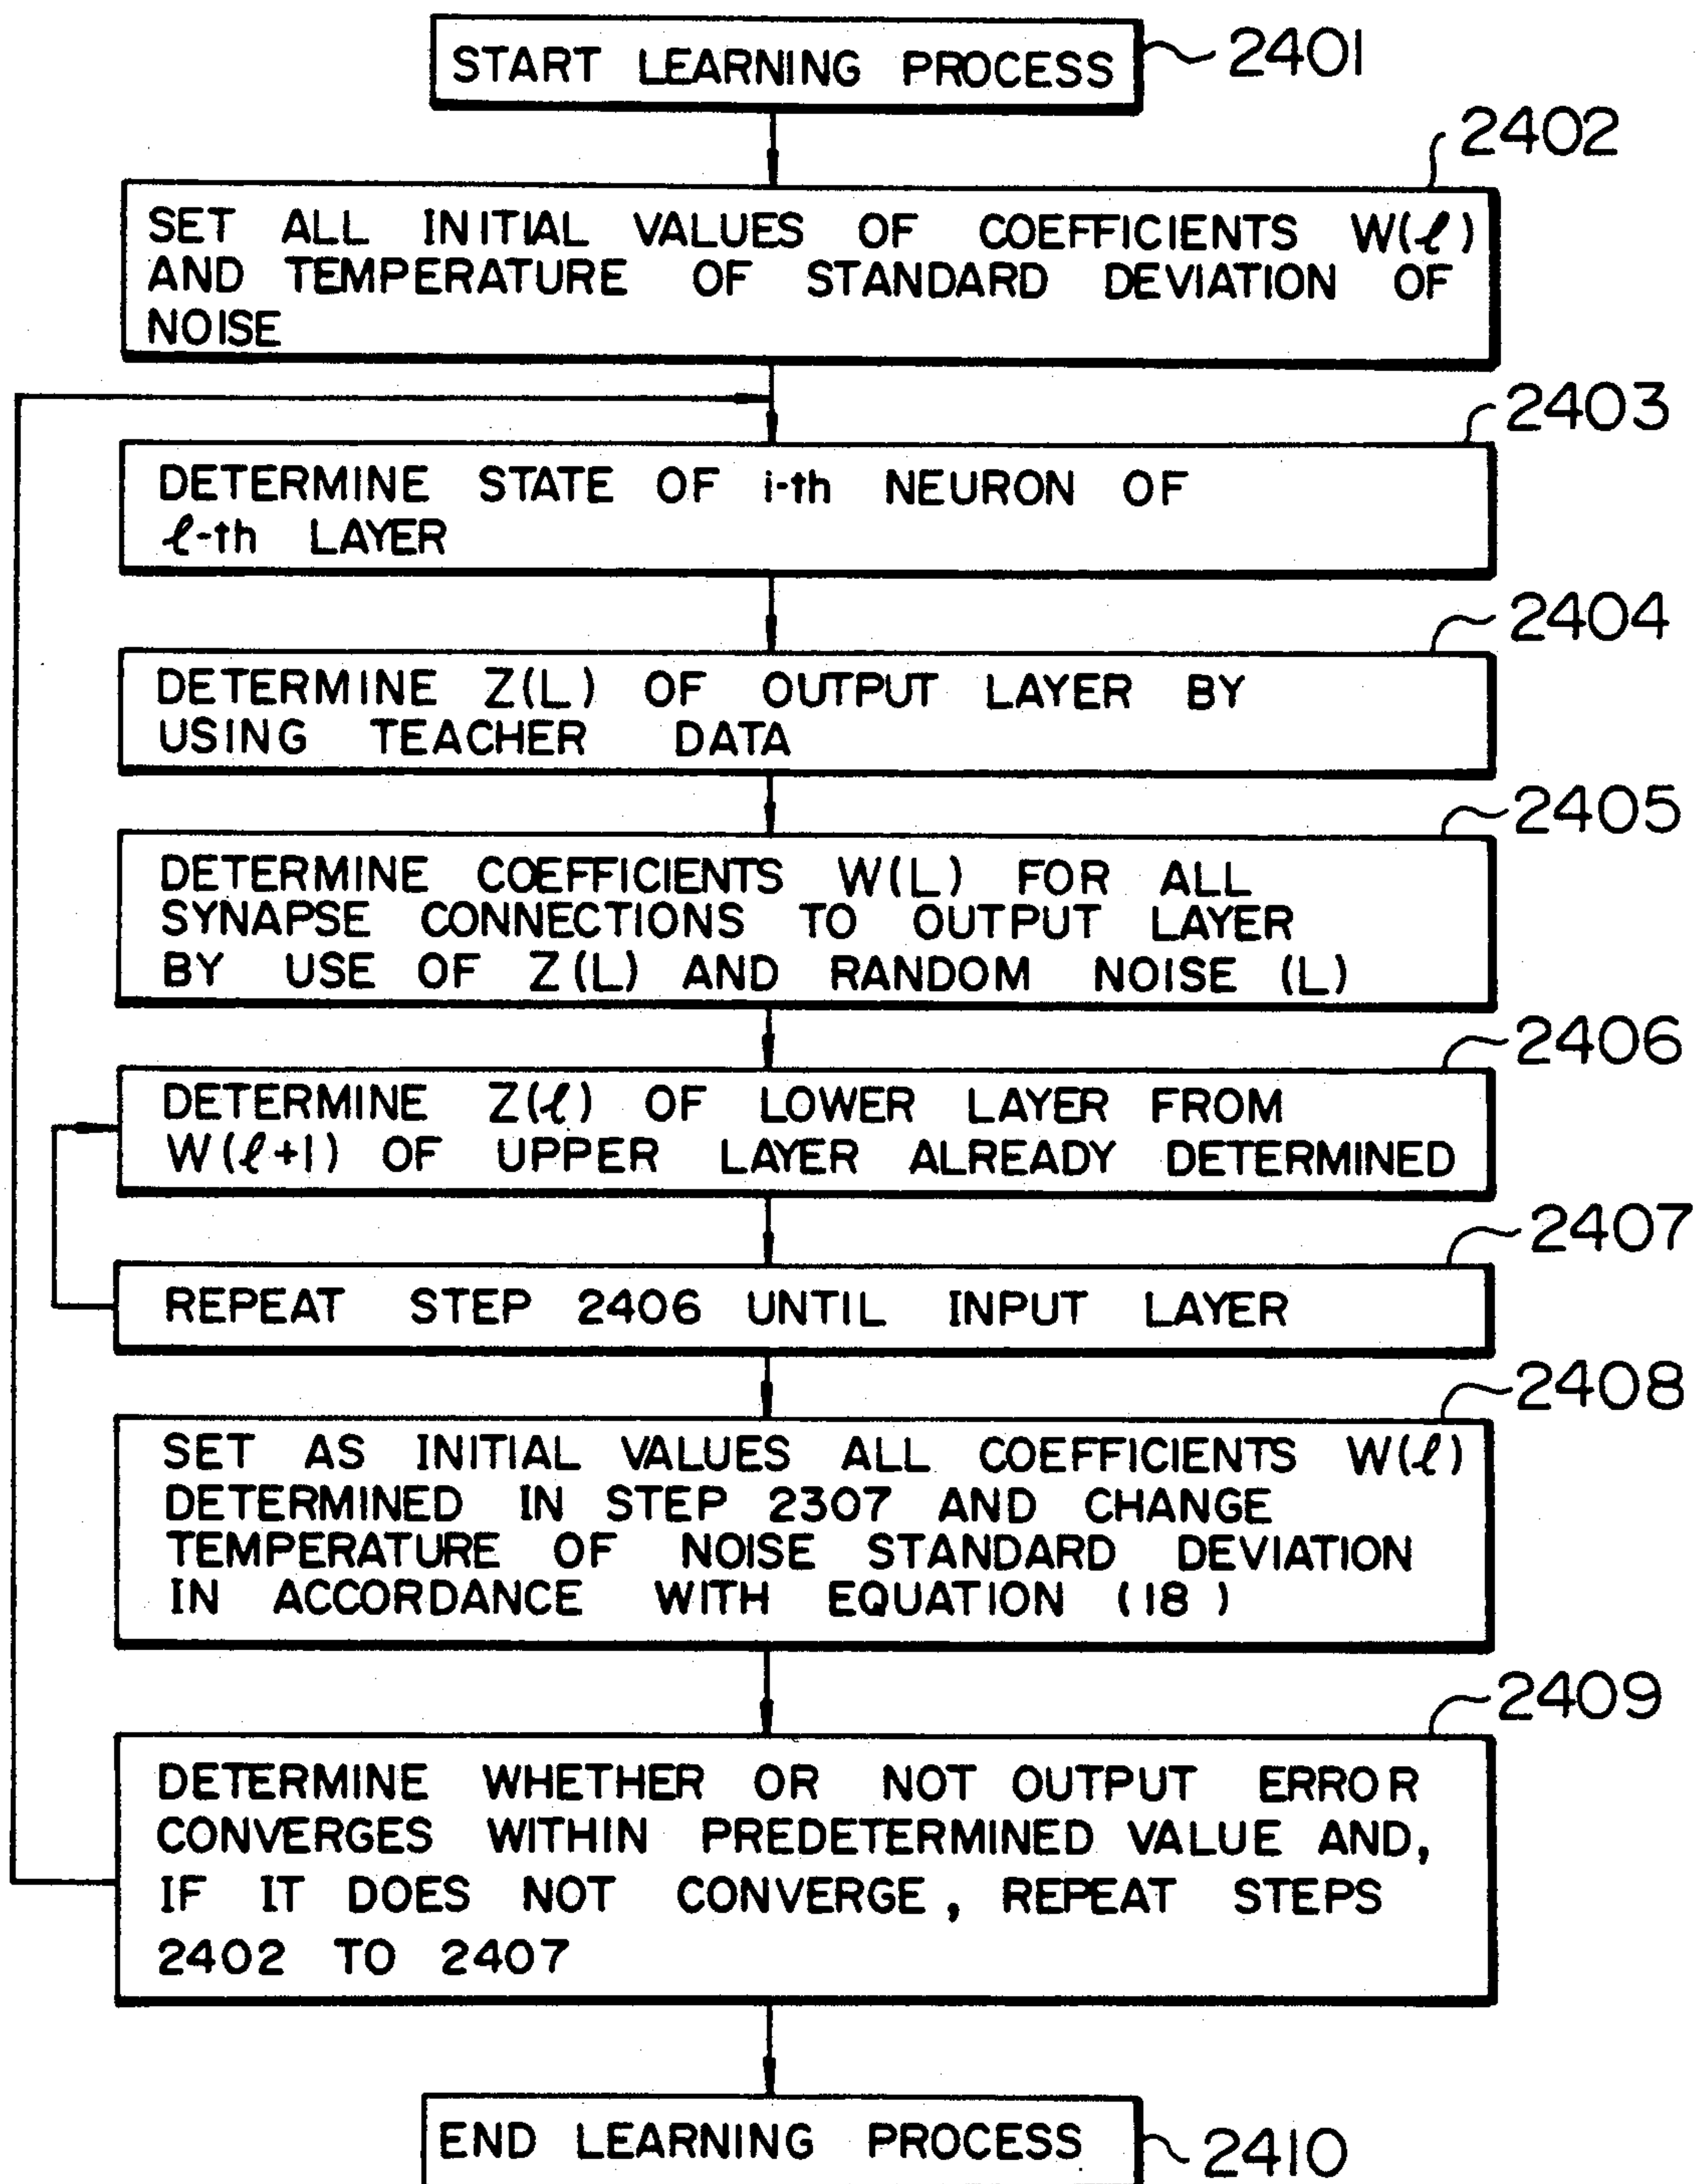 START LEARNING PROCESS
2401
2402
SET ALL INITIAL VALUES OF COEFFICIENTS W(ℓ)
AND TEMPERATURE OF STANDARD DEVIATION OF
NOISE
2403
DETERMINE STATE OF i-th NEURON OF
ℓ-th LAYER
2404
DETERMINE Z(L) OF OUTPUT LAYER BY
USING TEACHER DATA
2405
DETERMINE COEFFICIENTS W(L) FOR ALL
SYNAPSE CONNECTIONS TO OUTPUT LAYER
BY USE OF Z(L) AND RANDOM NOISE (L)
2406
DETERMINE Z(ℓ) OF LOWER LAYER FROM
W(ℓ+1) OF UPPER LAYER ALREADY DETERMINED
2407
REPEAT STEP 2406 UNTIL INPUT LAYER
2408
SET AS INITIAL VALUES ALL COEFFICIENTS W(ℓ)
DETERMINED IN STEP 2307 AND CHANGE
TEMPERATURE OF NOISE STANDARD DEVIATION
IN ACCORDANCE WITH EQUATION (18)
2409
DETERMINE WHETHER OR NOT OUTPUT ERROR
CONVERGES WITHIN PREDETERMINED VALUE AND,
IF IT DOES NOT CONVERGE, REPEAT STEPS
2402 TO 2407
END LEARNING PROCESS
2410